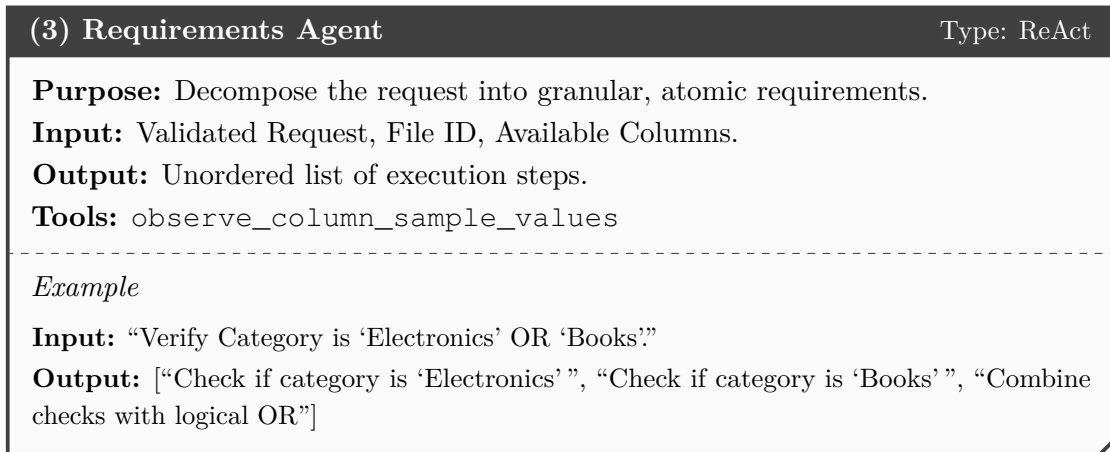 (3) Requirements Agent Type: ReAct
Purpose: Decompose the request into granular, atomic requirements.
Input: Validated Request, File ID, Available Columns.
Output: Unordered list of execution steps.
Tools: observe_column_sample_values
Example
Input: “Verify Category is ‘Electronics’ OR ‘Books’.”
Output: [“Check if category is ‘Electronics’ ”, “Check if category is ‘Books’ ”, “Combine
checks with logical OR”]